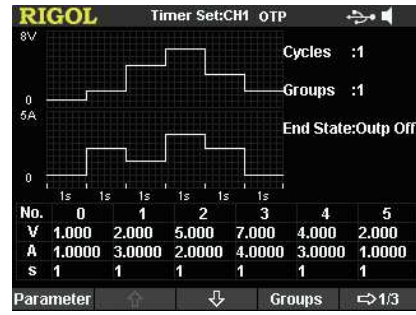 RIGOL Timer Set:CH1 OTP
8V
Cycles :1
0
Groups :1
5A
End State:Outp Off
0
1s 1s 1s 1s 1s
No. 0 1 2 3 4 5
V 1.000 2.000 5.000 7.000 4.000 2.000
A 1.0000 3.0000 2.0000 4.0000 3.0000 1.0000
s 1 1 1 1 1 1
Parameter Groups 1/3